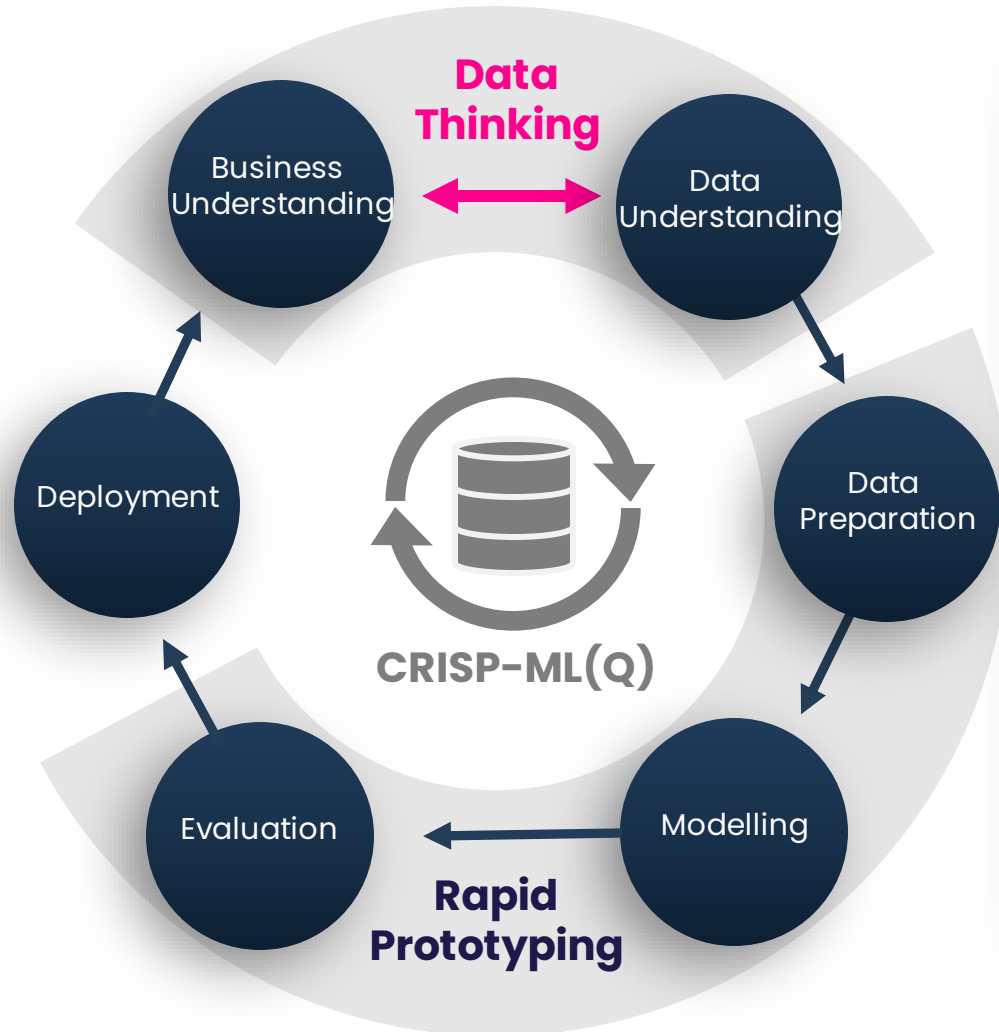 Data
Thinking
Business
Understanding
Data
Understanding
Deployment
Data
Preparation
CRISP-ML(Q)
Evaluation
Modelling
Rapid
Prototyping